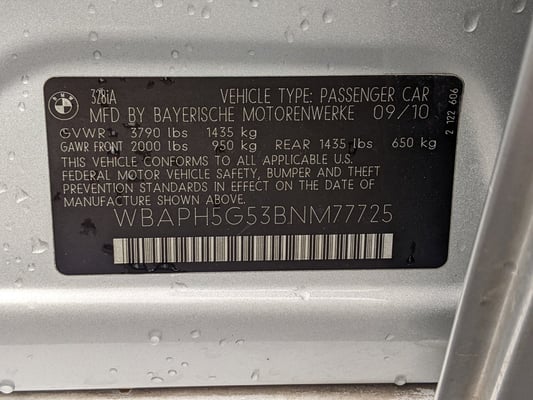 BMW
328iA VEHICLE TYPE: PASSENGER CAR
MFD BY BAYERISCHE MOTORENWERKE 09/10
GVWR 3790 lbs 1435 kg
GAWR FRONT 2000 lbs 950 kg REAR 1435 lbs 650 kg
THIS VEHICLE CONFORMS TO ALL APPLICABLE U.S.
FEDERAL MOTOR VEHICLE SAFETY, BUMPER AND THEFT
PREVENTION STANDARDS IN EFFECT ON THE DATE OF
MANUFACTURE SHOWN ABOVE.
WBAPH5G53BNM77725
2 122 606